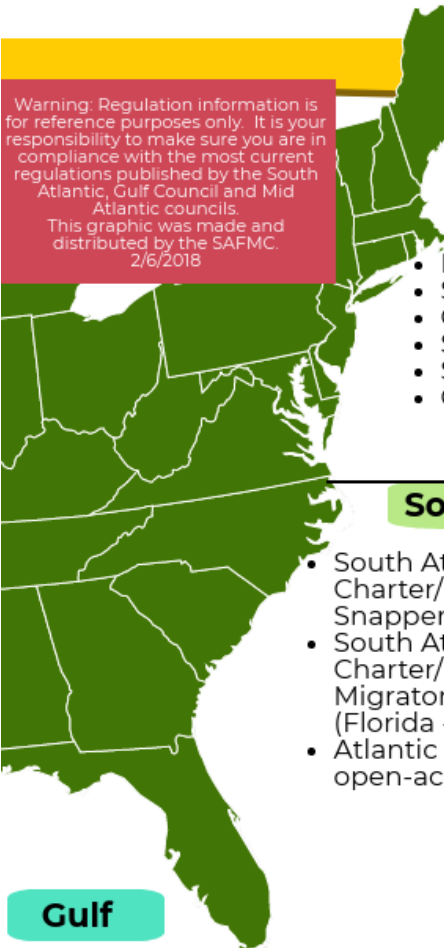 Warning: Regulation information is
for reference purposes only. It is your
responsibility to make sure you are in
compliance with the most current
regulations published by the South
Atlantic, Gulf Council and Mid
Atlantic councils.
This graphic was made and
distributed by the SAFMC.
2/6/2018
So
• South At
Charter/
Snapper
• South At
Charter/
Migrator
(Florida
• Atlantic
open-ac
Gulf